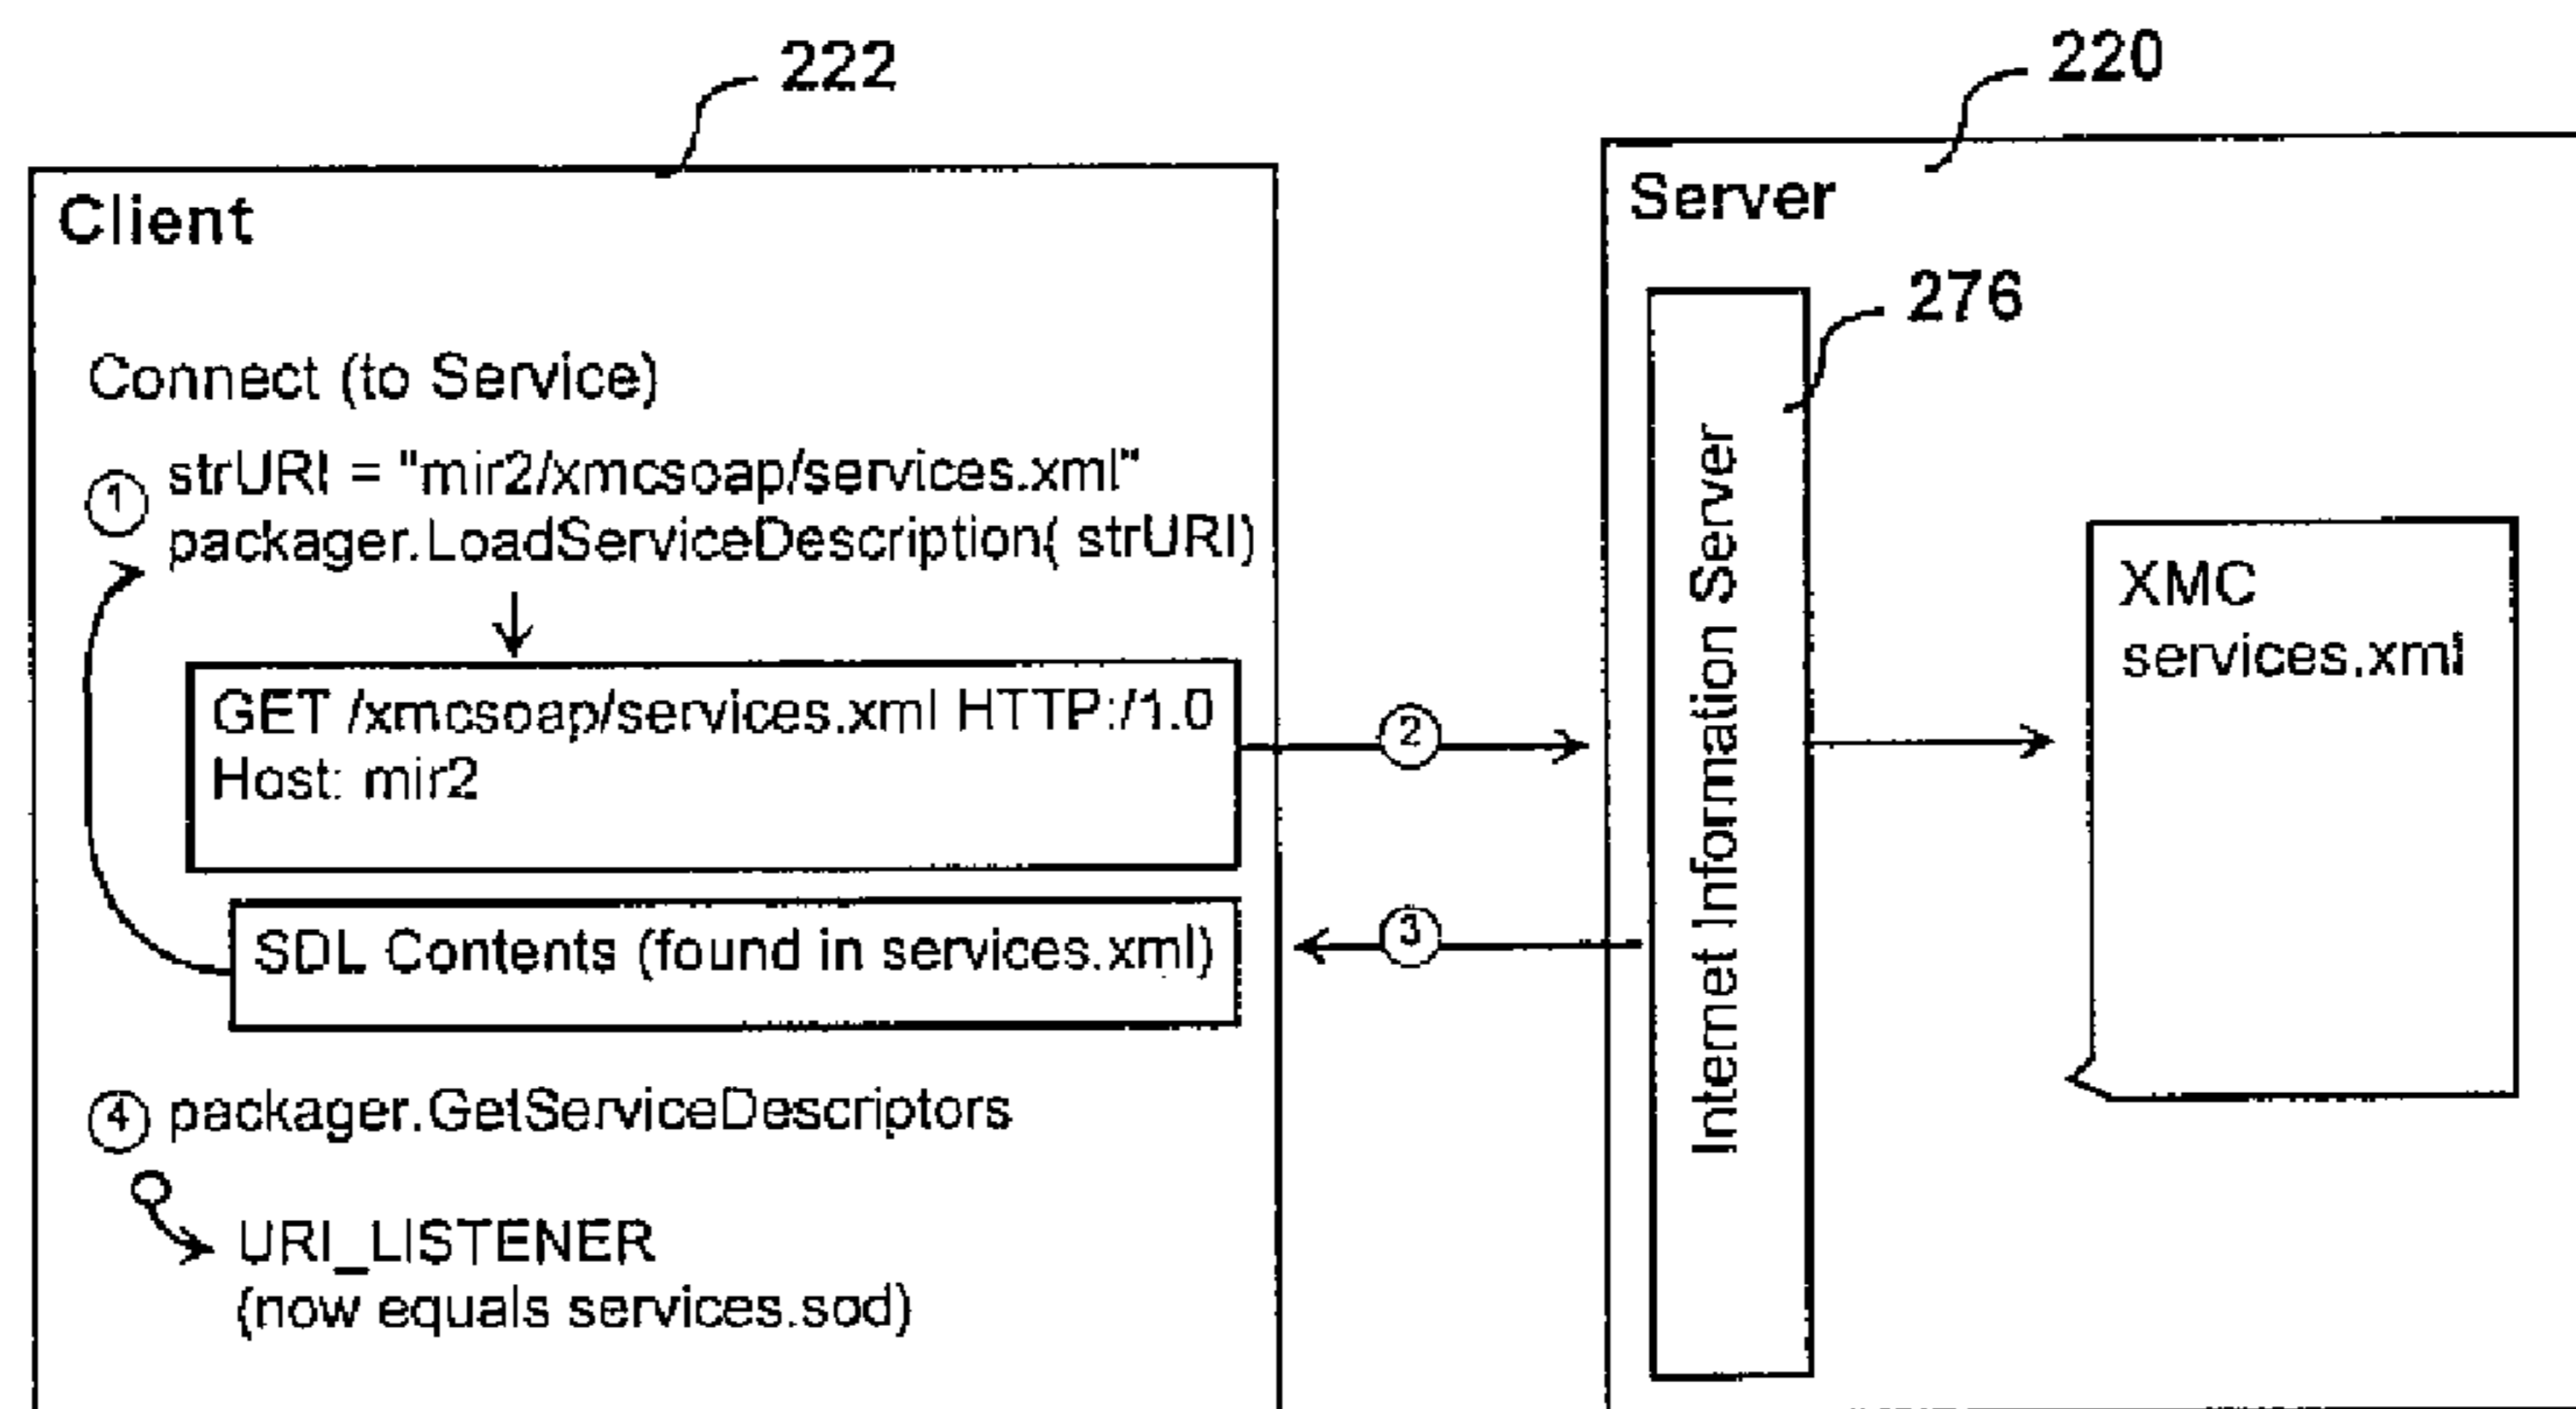 222
220
Client
Server
276
Connect (to Service)
1
strURI = "mir2/xmcsoap/services.xml"
packager.LoadServiceDescription( strURI)
GET /xmcsoap/services.xml HTTP:/1.0
Host: mir2
2
SDL Contents (found in services.xml)
3
4
packager.GetServiceDescriptors
URI_LISTENER
(now equals services.sod)
Internet Information Server
XMC
services.xml